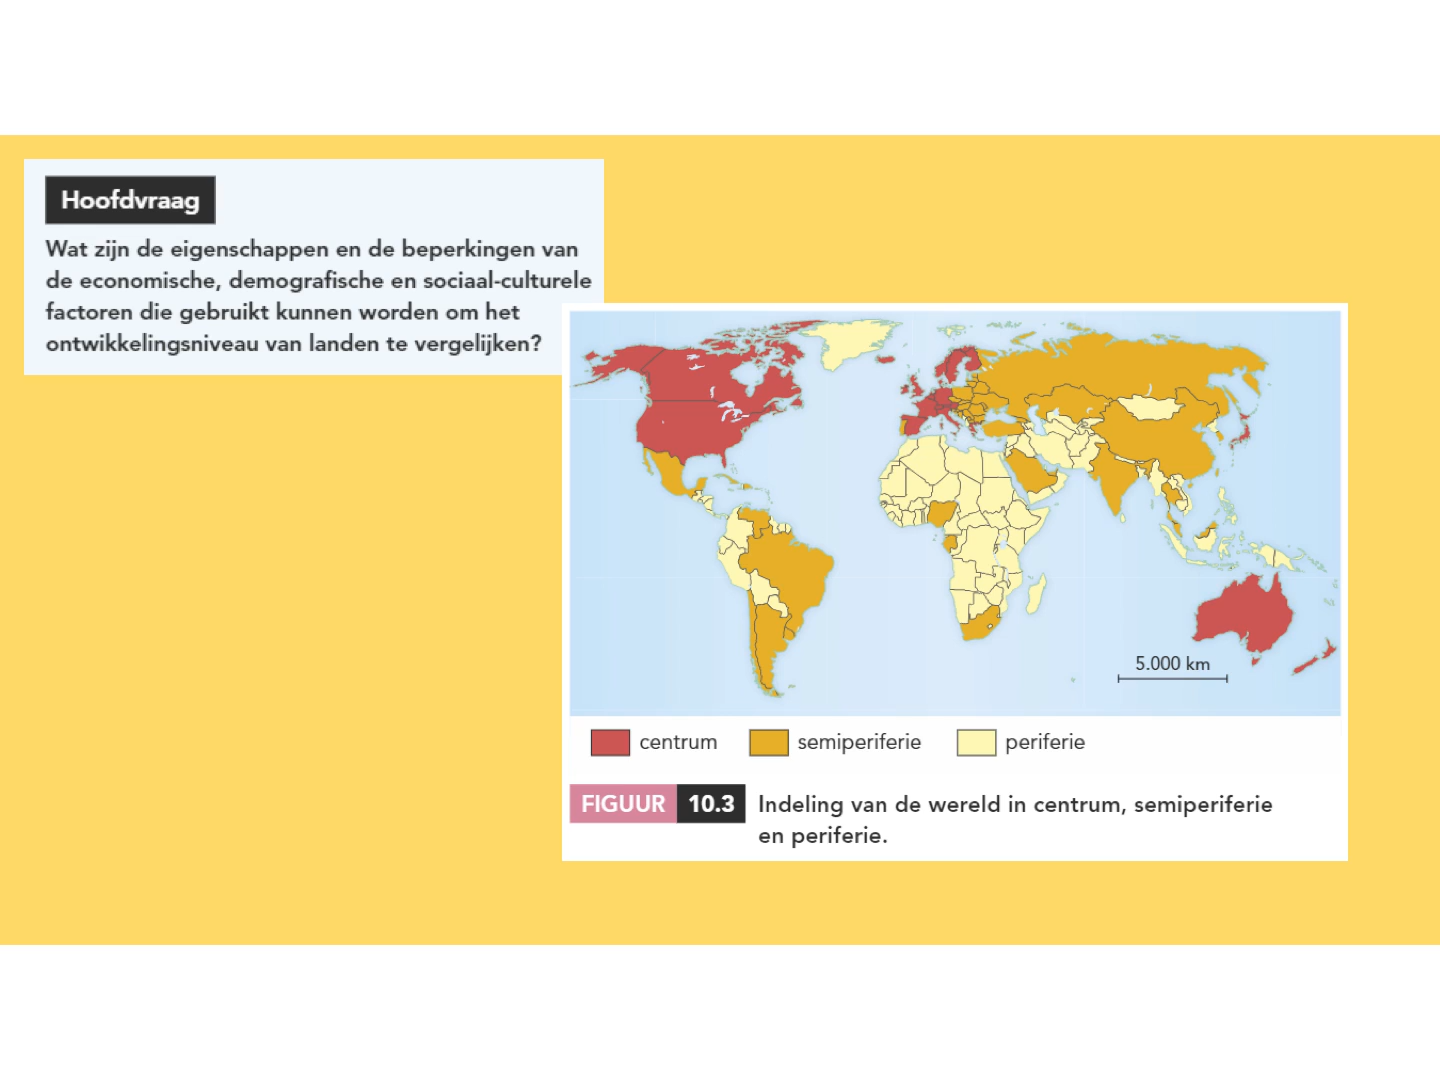 Hoofdvraag
Wat zijn de eigenschappen en de beperkingen van
de economische, demografische en sociaal-culturele
factoren die gebruikt kunnen worden om het
ontwikkelingsniveau van landen te vergelijken?
5.000 km
centrum semiperiferie periferie
FIGUUR 10.3 Indeling van de wereld in centrum, semiperiferie
en periferie.